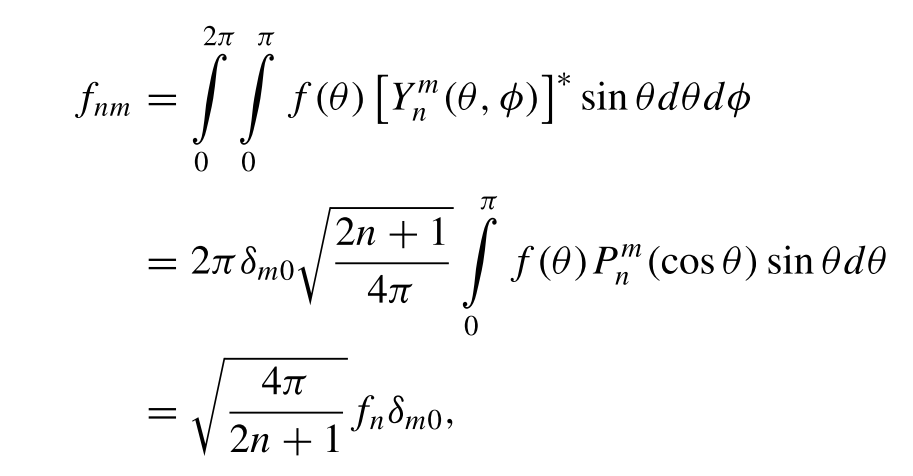 f_{nm} = \int_0^{2\pi} \int_0^{\pi} f(\theta) \left[ Y_n^m(\theta, \phi) \right]^* \sin\theta d\theta d\phi
= 2\pi \delta_{m0} \sqrt{\frac{2n + 1}{4\pi}} \int_0^{\pi} f(\theta) P_n^m(\cos\theta) \sin\theta d\theta
= \sqrt{\frac{4\pi}{2n + 1}} f_n \delta_{m0},